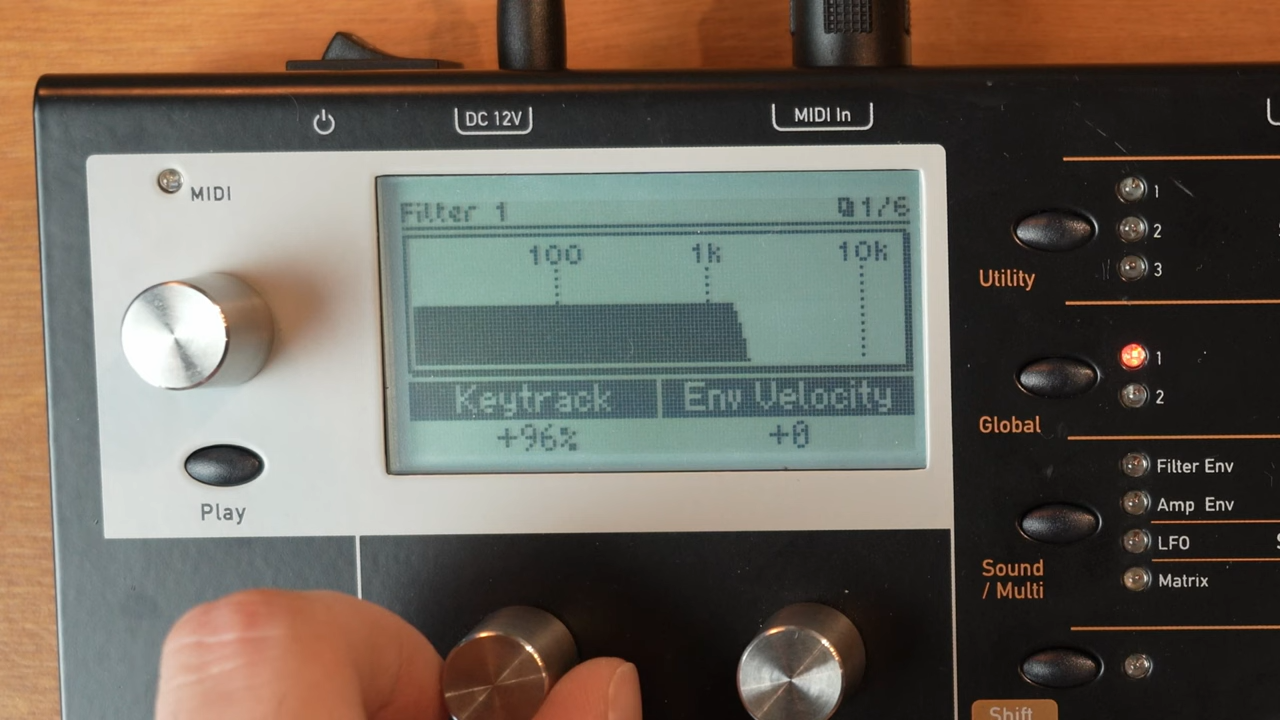 DC 12V
MIDI In
MIDI
Filter 1 1/6
100 1k 10k
Keytrack Env Velocity
+96% +0
Play
1
2
3
Utility
1
2
Global
Filter Env
Amp Env
LFO
Matrix
Sound
/ Multi
Shift